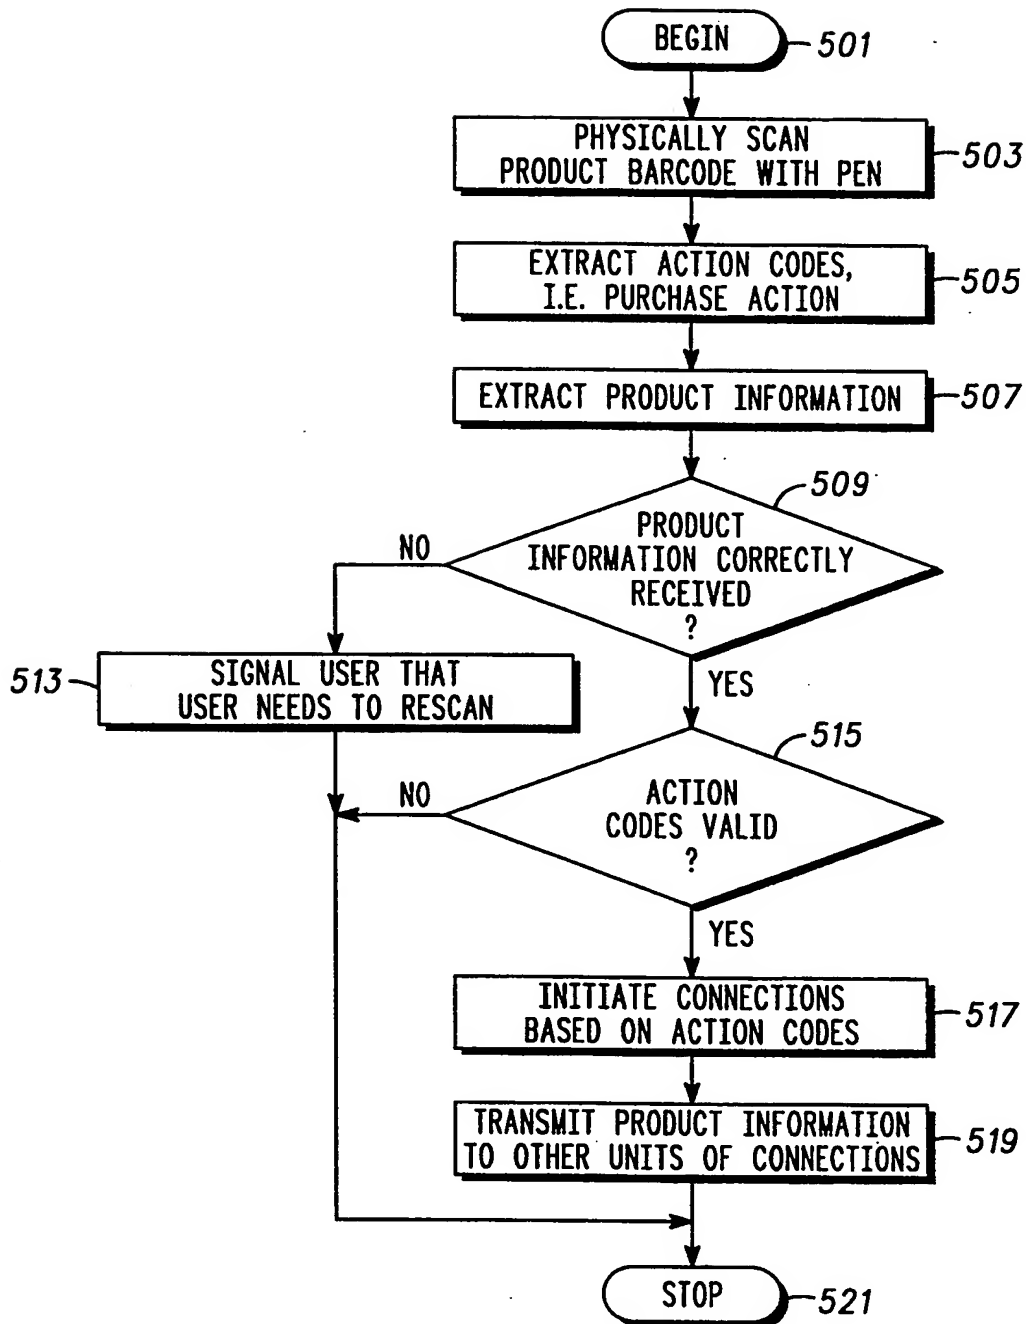 BEGIN
501
PHYSICALLY SCAN
PRODUCT BARCODE WITH PEN
503
EXTRACT ACTION CODES,
I.E. PURCHASE ACTION
505
EXTRACT PRODUCT INFORMATION
507
509
PRODUCT
INFORMATION CORRECTLY
RECEIVED
?
NO
YES
513
SIGNAL USER THAT
USER NEEDS TO RESCAN
515
ACTION
CODES VALID
?
NO
YES
INITIATE CONNECTIONS
BASED ON ACTION CODES
517
TRANSMIT PRODUCT INFORMATION
TO OTHER UNITS OF CONNECTIONS
519
STOP
521